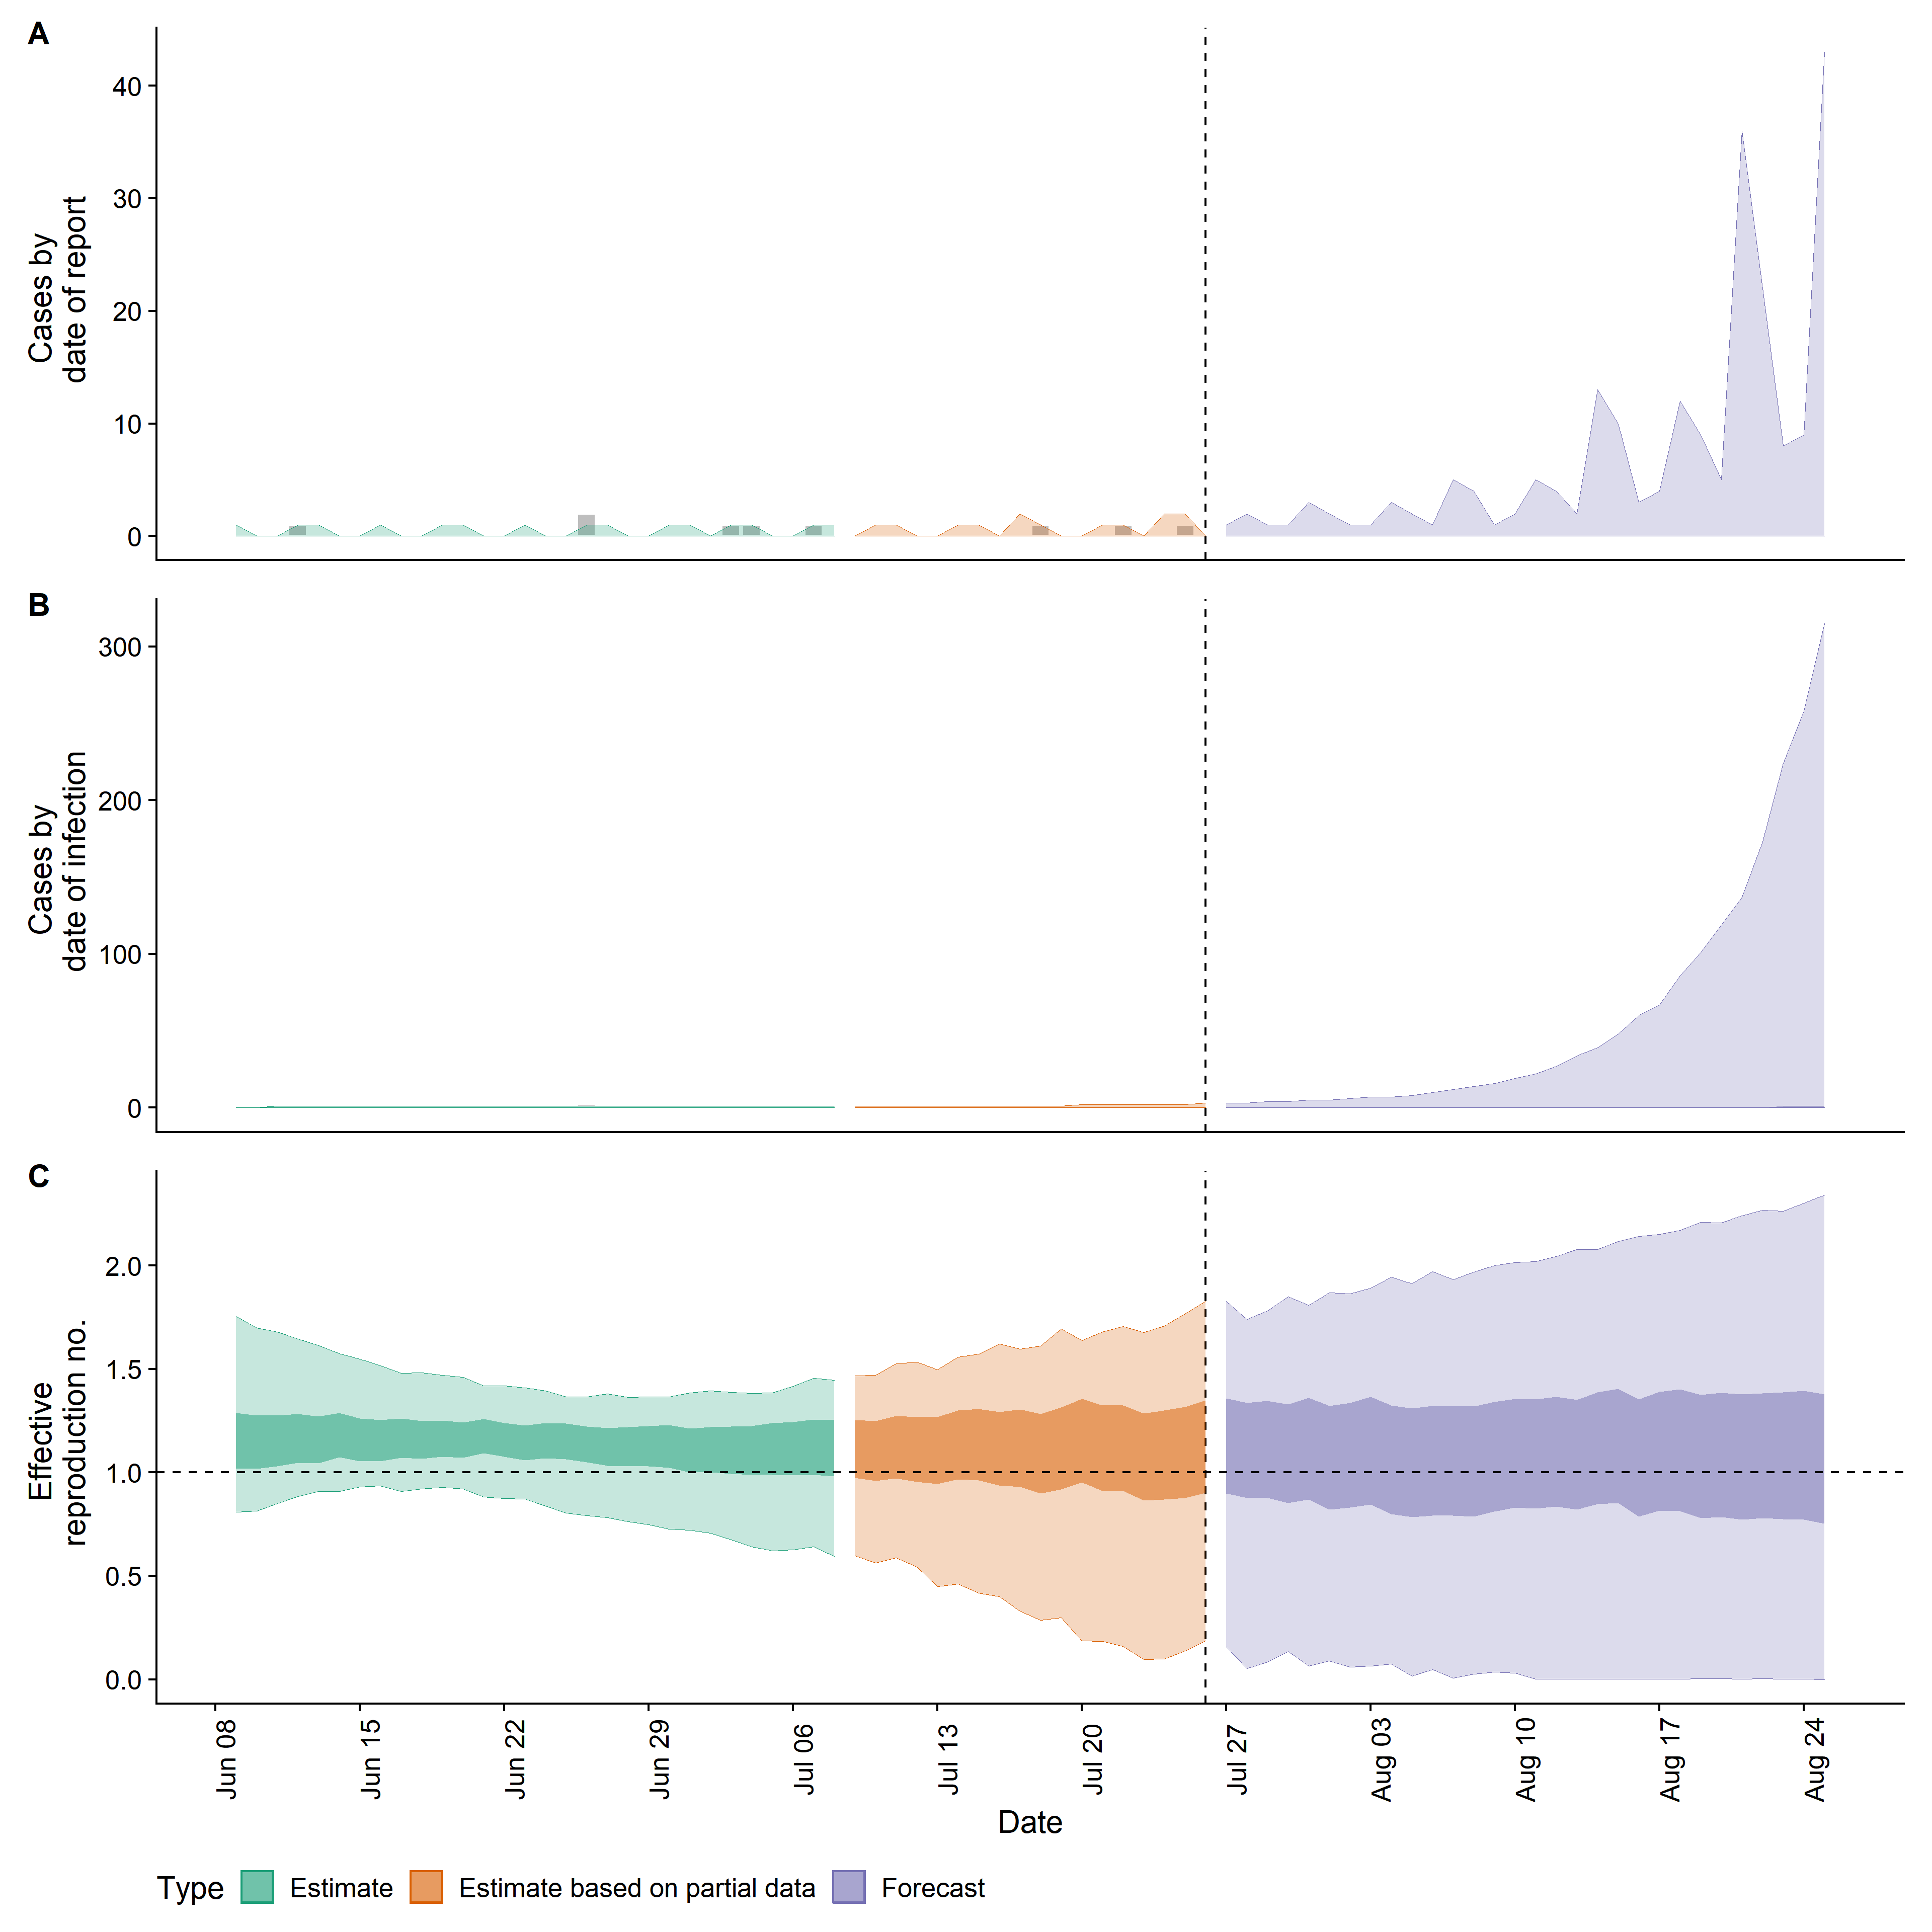 A
Cases by
date of report
40
30
20
10
0
B
Cases by
date of infection
300
200
100
0
C
Effective
reproduction no.
2.0
1.5
1.0
0.5
0.0
Jun 08
Jun 15
Jun 22
Jun 29
Jul 06
Jul 13
Jul 20
Jul 27
Aug 03
Aug 10
Aug 17
Aug 24
Date
Type Estimate Estimate based on partial data Forecast